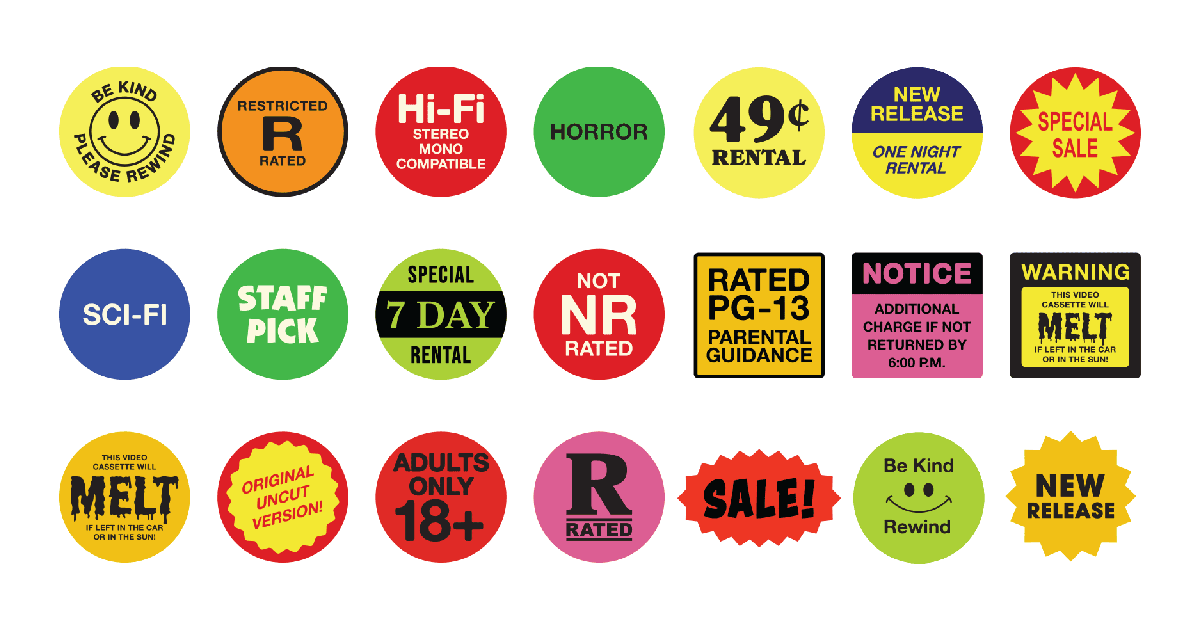 BE KIND
PLEASE REWIND
RESTRICTED
R
RATED
Hi-Fi
STEREO
MONO
COMPATIBLE
HORROR
49¢
RENTAL
NEW
RELEASE
ONE NIGHT
RENTAL
SPECIAL
SALE
SCI-FI
STAFF
PICK
SPECIAL
7 DAY
RENTAL
NOT
NR
RATED
RATED
PG-13
PARENTAL
GUIDANCE
NOTICE
ADDITIONAL
CHARGE IF NOT
RETURNED BY
6:00 P.M.
WARNING
THIS VIDEO
CASSETTE WILL
MELT
IF LEFT IN THE CAR
OR IN THE SUN!
THIS VIDEO
CASSETTE WILL
MELT
IF LEFT IN THE CAR
OR IN THE SUN!
ORIGINAL
UNCUT
VERSION!
ADULTS
ONLY
18+
R
RATED
SALE!
Be Kind
Rewind
NEW
RELEASE